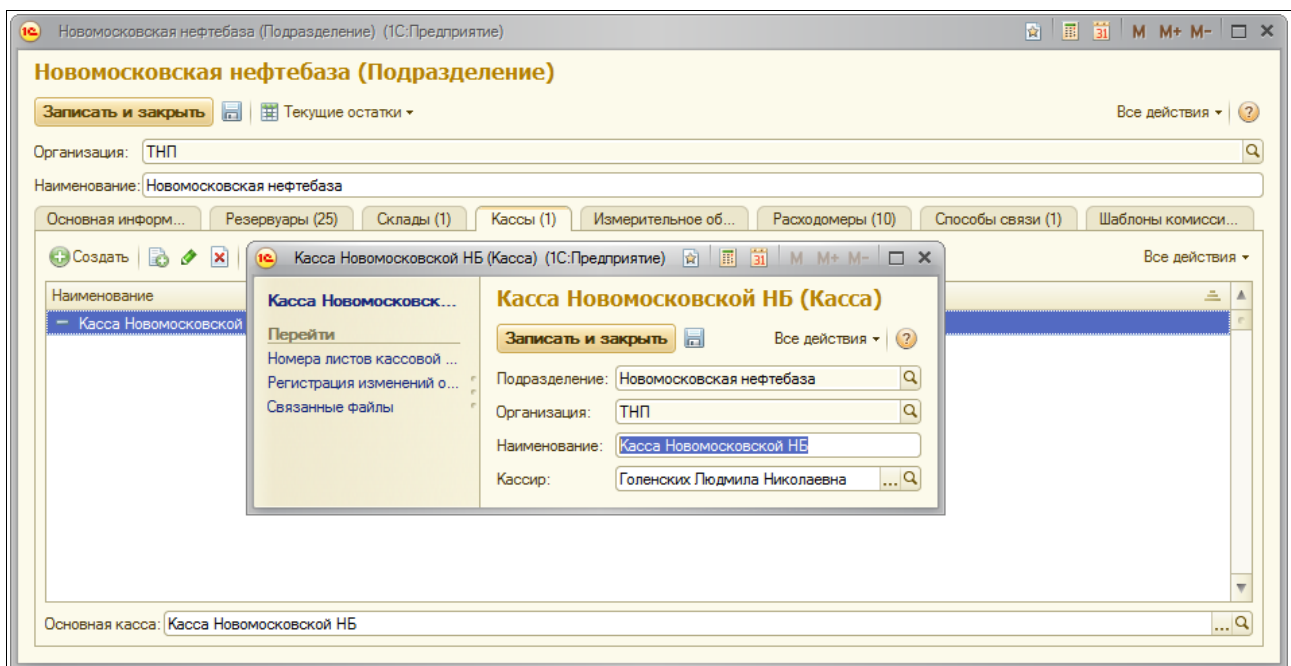 Новомосковская нефтебаза (Подразделение) (1С:Предприятие) 31 M M+ M-
Новомосковская нефтебаза (Подразделение)
Записать и закрыть Текущие остатки Все действия ?
Организация: ТНП
Наименование: Новомосковская нефтебаза
Основная информ... Резервуары (25) Склады (1) Кассы (1) Измерительное об... Расходомеры (10) Способы связи (1) Шаблоны комисси...
Создать Все действия
Наименование
Касса Новомосковской
Касса Новомосковской НБ (Касса) (1С:Предприятие) 31 M M+ M-
Касса Новомосковск...
Перейти
Номера листов кассовой ...
Регистрация изменений о...
Связанные файлы
Касса Новомосковской НБ (Касса)
Записать и закрыть Все действия ?
Подразделение: Новомосковская нефтебаза
Организация: ТНП
Наименование: Касса Новомосковской НБ
Кассир: Голенских Людмила Николаевна ...
Основная касса: Касса Новомосковской НБ ...